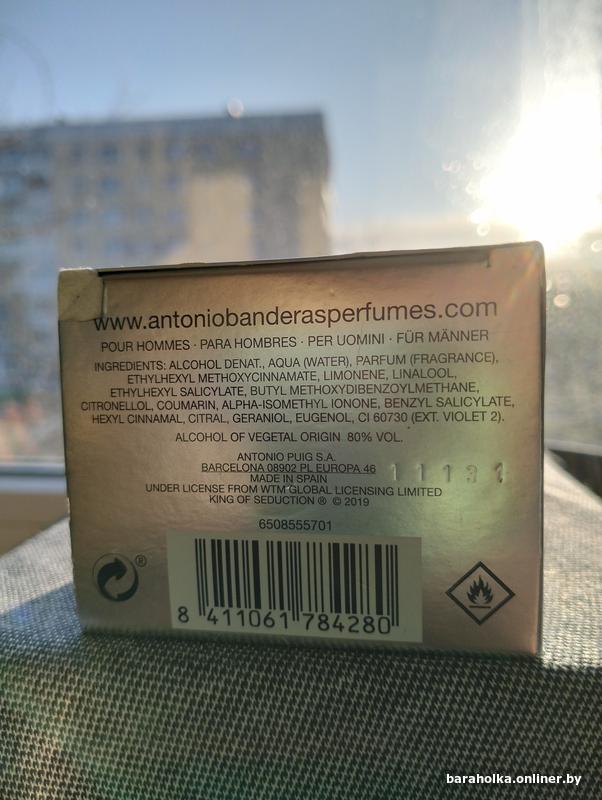 www.antoniobanderasperfumes.com
POUR HOMMES · PARA HOMBRES · PER UOMINI · FÜR MÄNNER
INGREDIENTS: ALCOHOL DENAT., AQUA (WATER), PARFUM (FRAGRANCE),
ETHYLHEXYL METHOXYCINNAMATE, LIMONENE, LINALOOL,
ETHYLHEXYL SALICYLATE, BUTYL METHOXYDIBENZOYLMETHANE,
CITRONELLOL, COUMARIN, ALPHA-ISOMETHYL IONONE, BENZYL SALICYLATE,
HEXYL CINNAMAL, CITRAL, GERANIOL, EUGENOL, CI 60730 (EXT. VIOLET 2).
ALCOHOL OF VEGETAL ORIGIN 80% VOL.
ANTONIO PUIG S.A.
BARCELONA 08902 PL EUROPA 46
MADE IN SPAIN
UNDER LICENSE FROM WTM GLOBAL LICENSING LIMITED
KING OF SEDUCTION ® © 2019
6508555701
®
8 411061 784280
baraholka.onliner.by